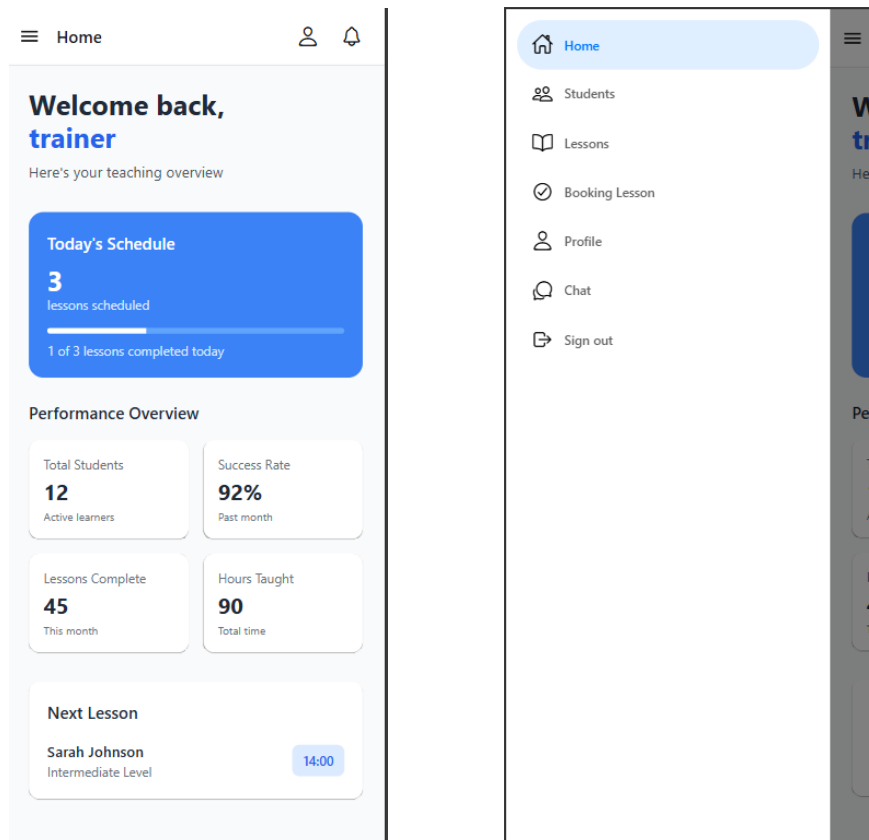 Home
Welcome back,
trainer
Here's your teaching overview
Today's Schedule
3
lessons scheduled
1 of 3 lessons completed today
Performance Overview
Total Students
12
Active learners
Success Rate
92%
Past month
Lessons Complete
45
This month
Hours Taught
90
Total time
Next Lesson
Sarah Johnson
Intermediate Level
14:00
Home
Students
Lessons
Booking Lesson
Profile
Chat
Sign out